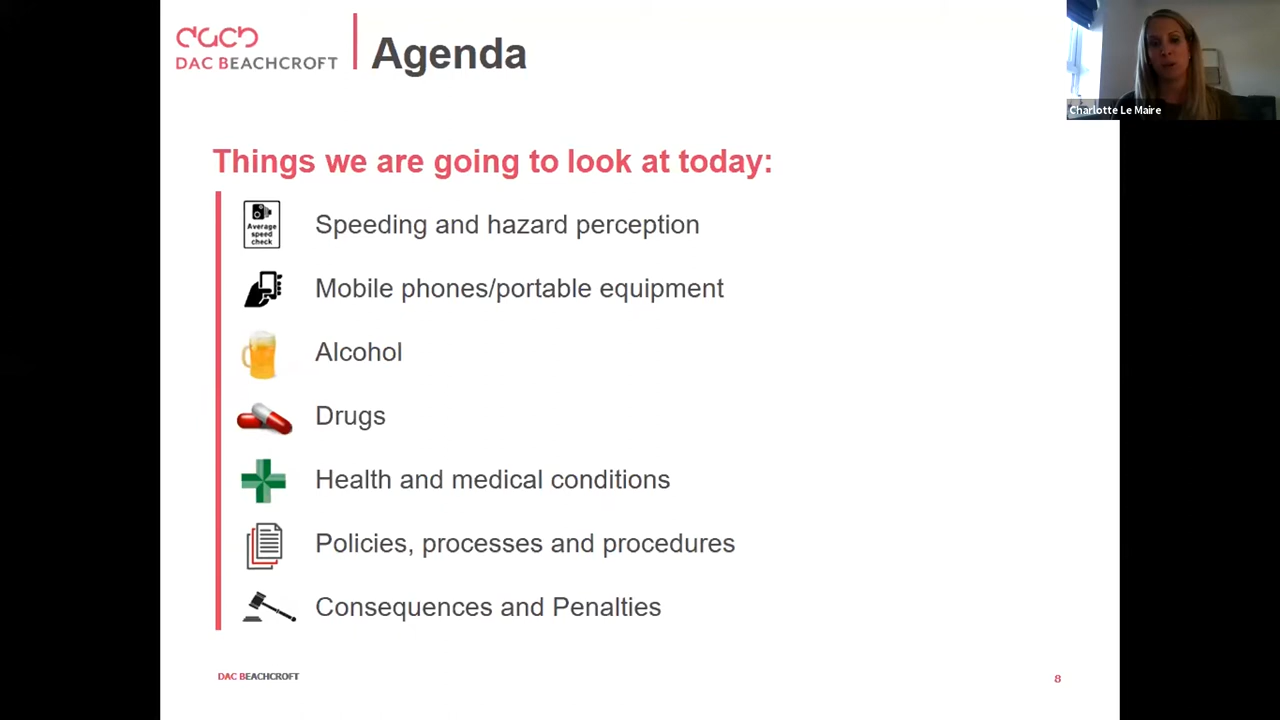 DAC BEACHCROFT
Agenda
Charlotte Le Maire
Things we are going to look at today:
Average
speed
check
Speeding and hazard perception
Mobile phones/portable equipment
Alcohol
Drugs
Health and medical conditions
Policies, processes and procedures
Consequences and Penalties
DAC BEACHCROFT
8